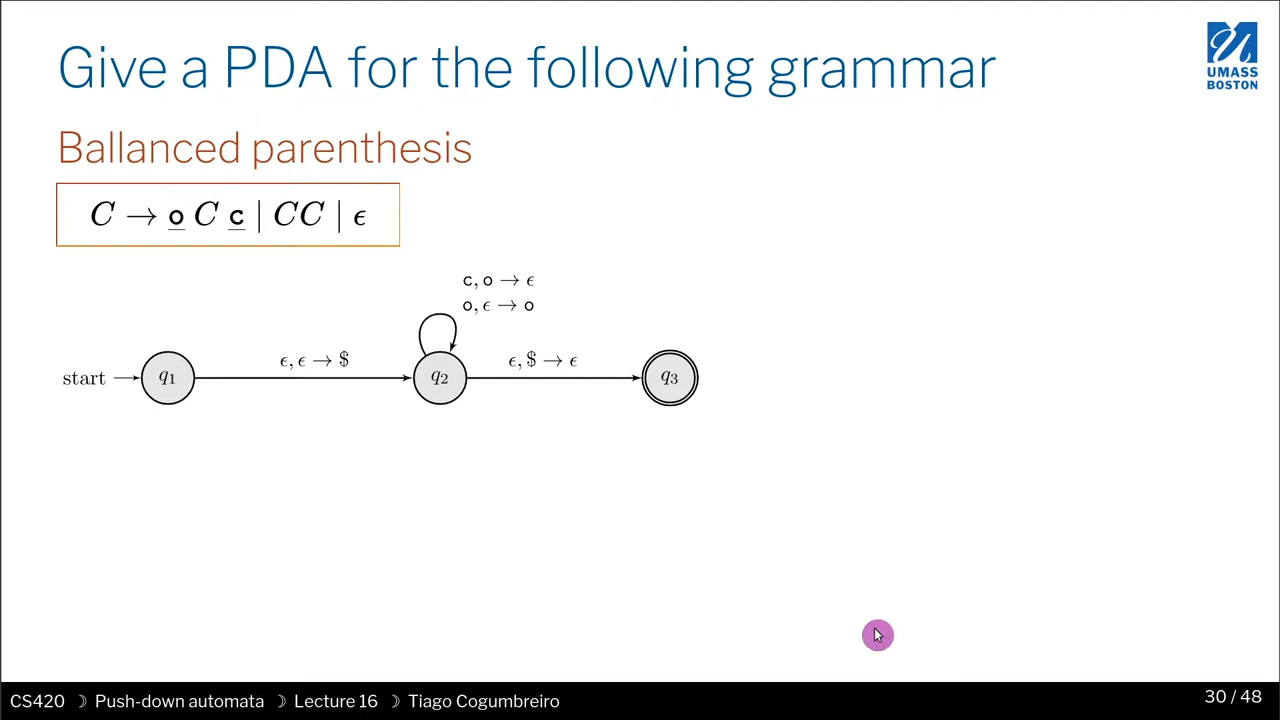 Give a PDA for the following grammar
UMASS
BOSTON
Ballanced parenthesis
C → o C c | CC | ϵ
c, o → ϵ
o, ϵ → o
ϵ, ϵ → $
ϵ, $ → ϵ
start
q1
q2
q3
CS420 ☽ Push-down automata ☽ Lecture 16 ☽ Tiago Cogumbreiro
30 / 48